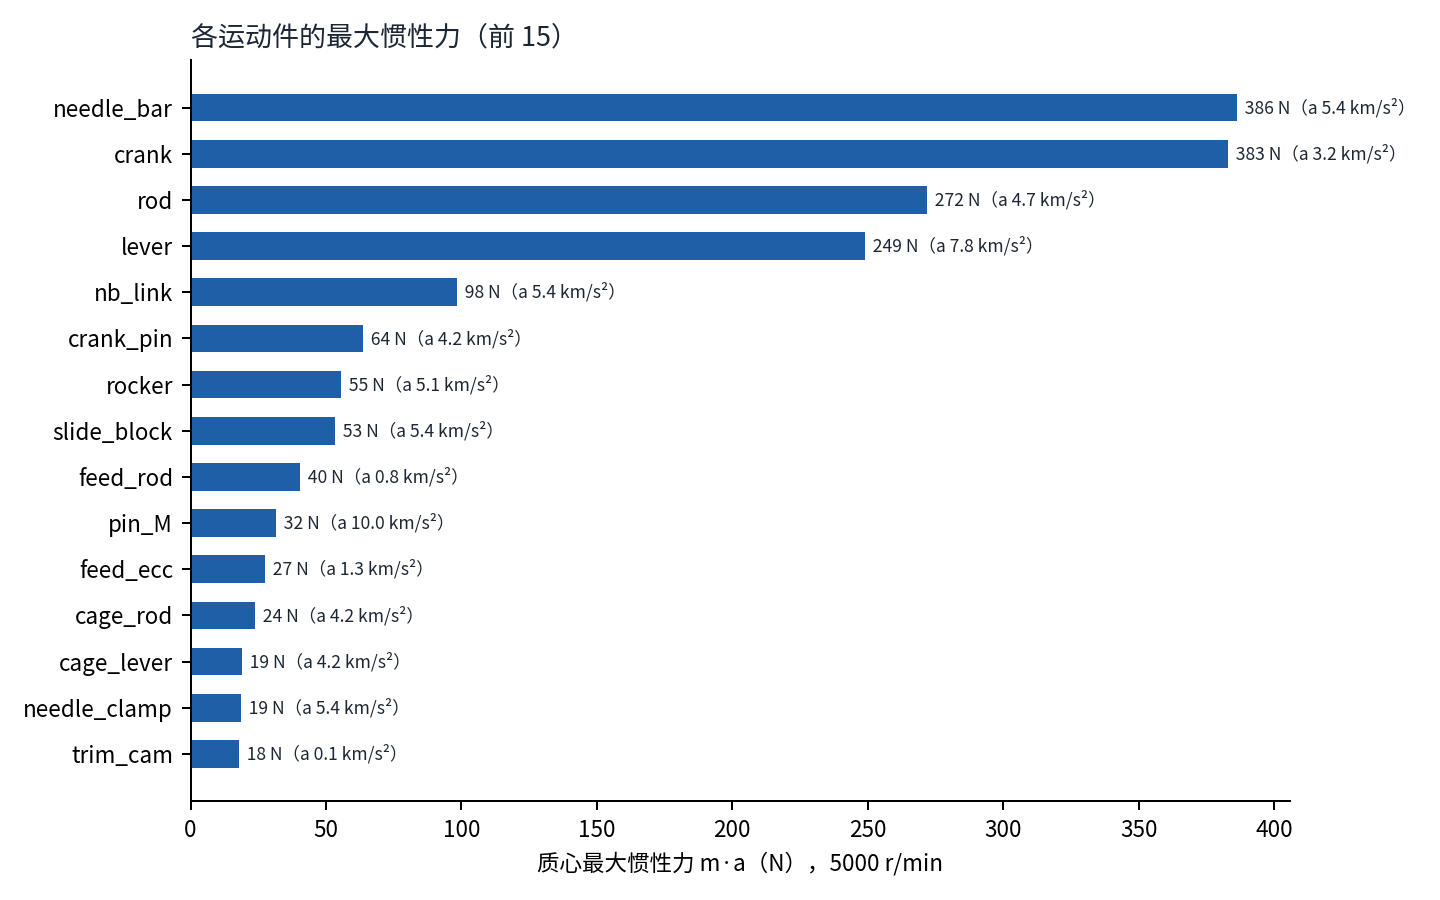 各运动件的最大惯性力（前 15）
needle_bar 386 N（a 5.4 km/s²）
crank 383 N（a 3.2 km/s²）
rod 272 N（a 4.7 km/s²）
lever 249 N（a 7.8 km/s²）
nb_link 98 N（a 5.4 km/s²）
crank_pin 64 N（a 4.2 km/s²）
rocker 55 N（a 5.1 km/s²）
slide_block 53 N（a 5.4 km/s²）
feed_rod 40 N（a 0.8 km/s²）
pin_M 32 N（a 10.0 km/s²）
feed_ecc 27 N（a 1.3 km/s²）
cage_rod 24 N（a 4.2 km/s²）
cage_lever 19 N（a 4.2 km/s²）
needle_clamp 19 N（a 5.4 km/s²）
trim_cam 18 N（a 0.1 km/s²）
0 50 100 150 200 250 300 350 400
质心最大惯性力 m·a（N），5000 r/min